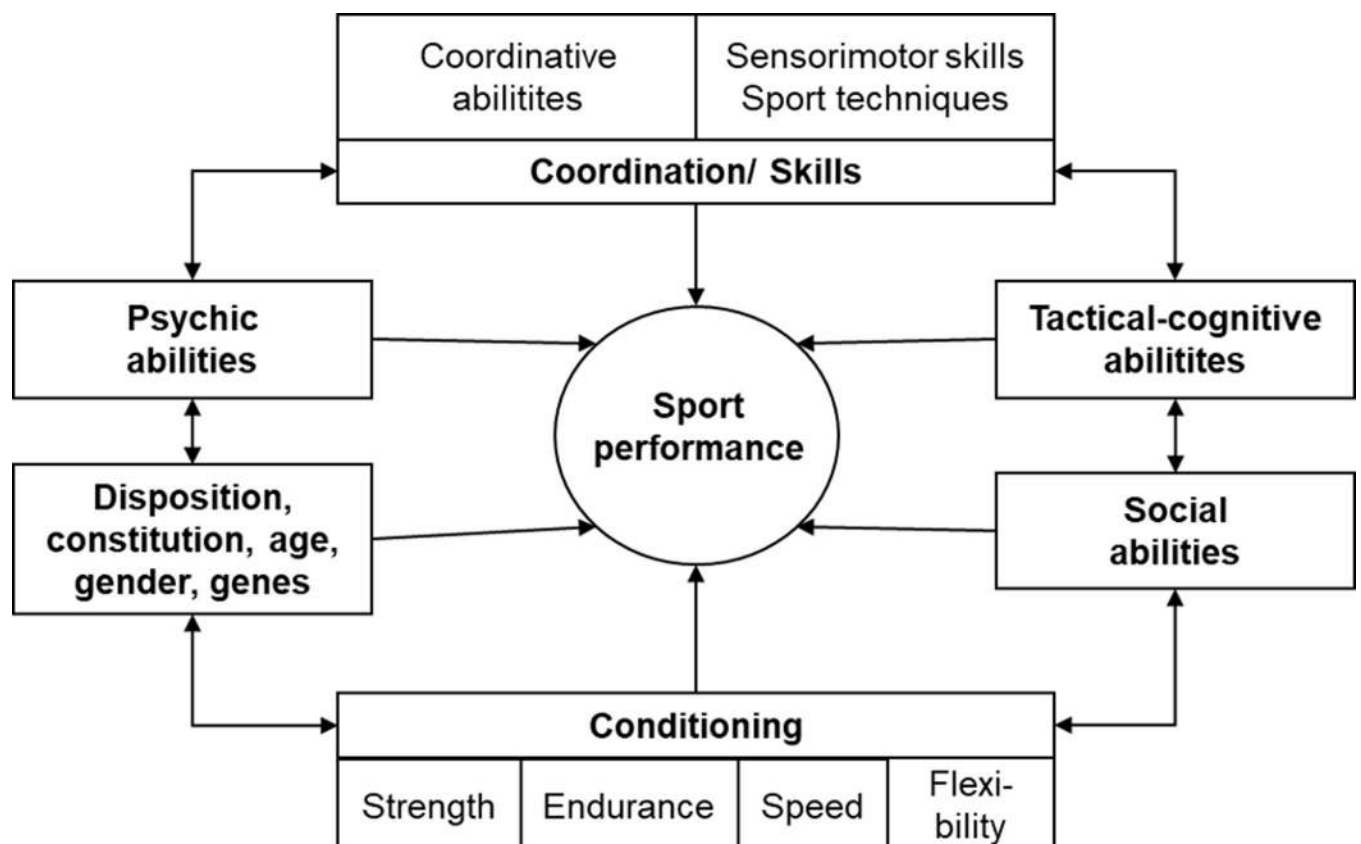 Coordinative
abilitites
Sensorimotor skills
Sport techniques
Coordination/ Skills
Psychic
abilities
Tactical-cognitive
abilitites
Sport
performance
Disposition,
constitution, age,
gender, genes
Social
abilities
Conditioning
Strength
Endurance
Speed
Flexi-
bility